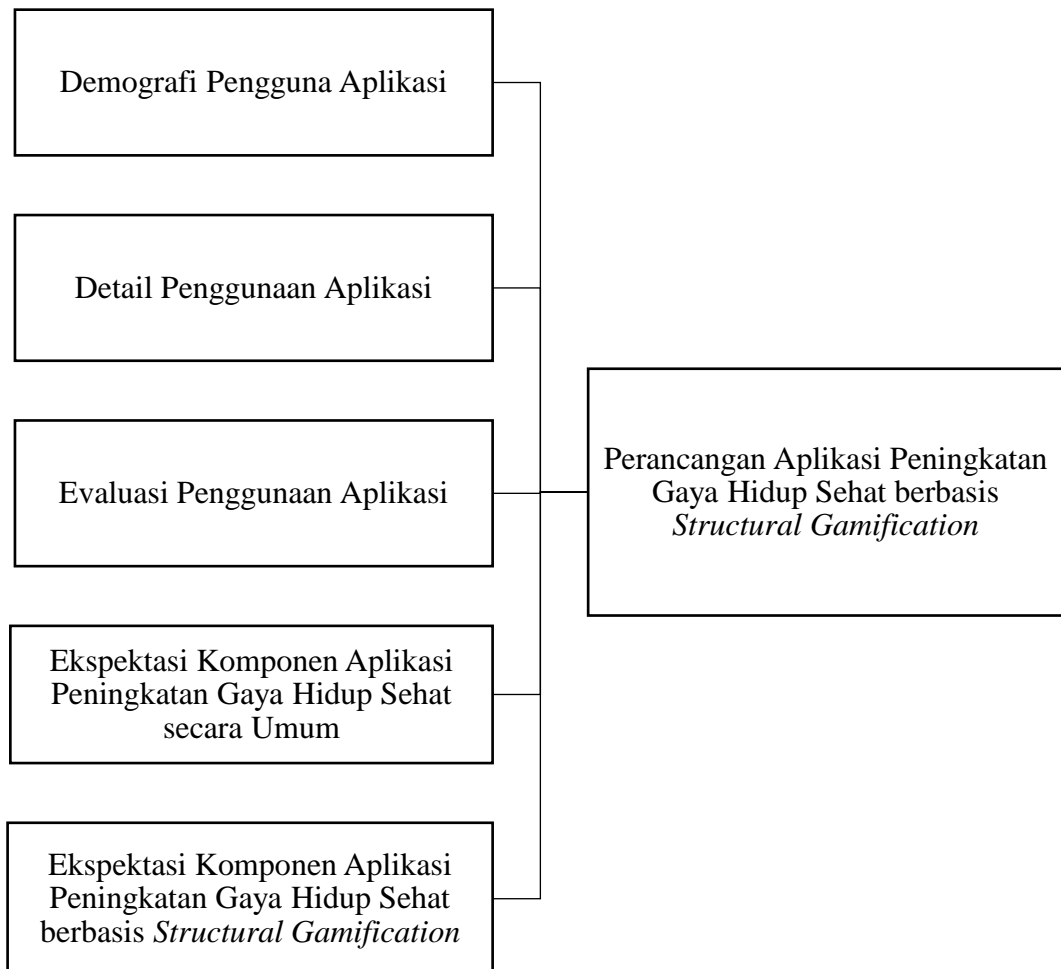 Demografi Pengguna Aplikasi
Detail Penggunaan Aplikasi
Evaluasi Penggunaan Aplikasi
Ekspektasi Komponen Aplikasi
Peningkatan Gaya Hidup Sehat
secara Umum
Ekspektasi Komponen Aplikasi
Peningkatan Gaya Hidup Sehat
berbasis Structural Gamification
Perancangan Aplikasi Peningkatan
Gaya Hidup Sehat berbasis
Structural Gamification